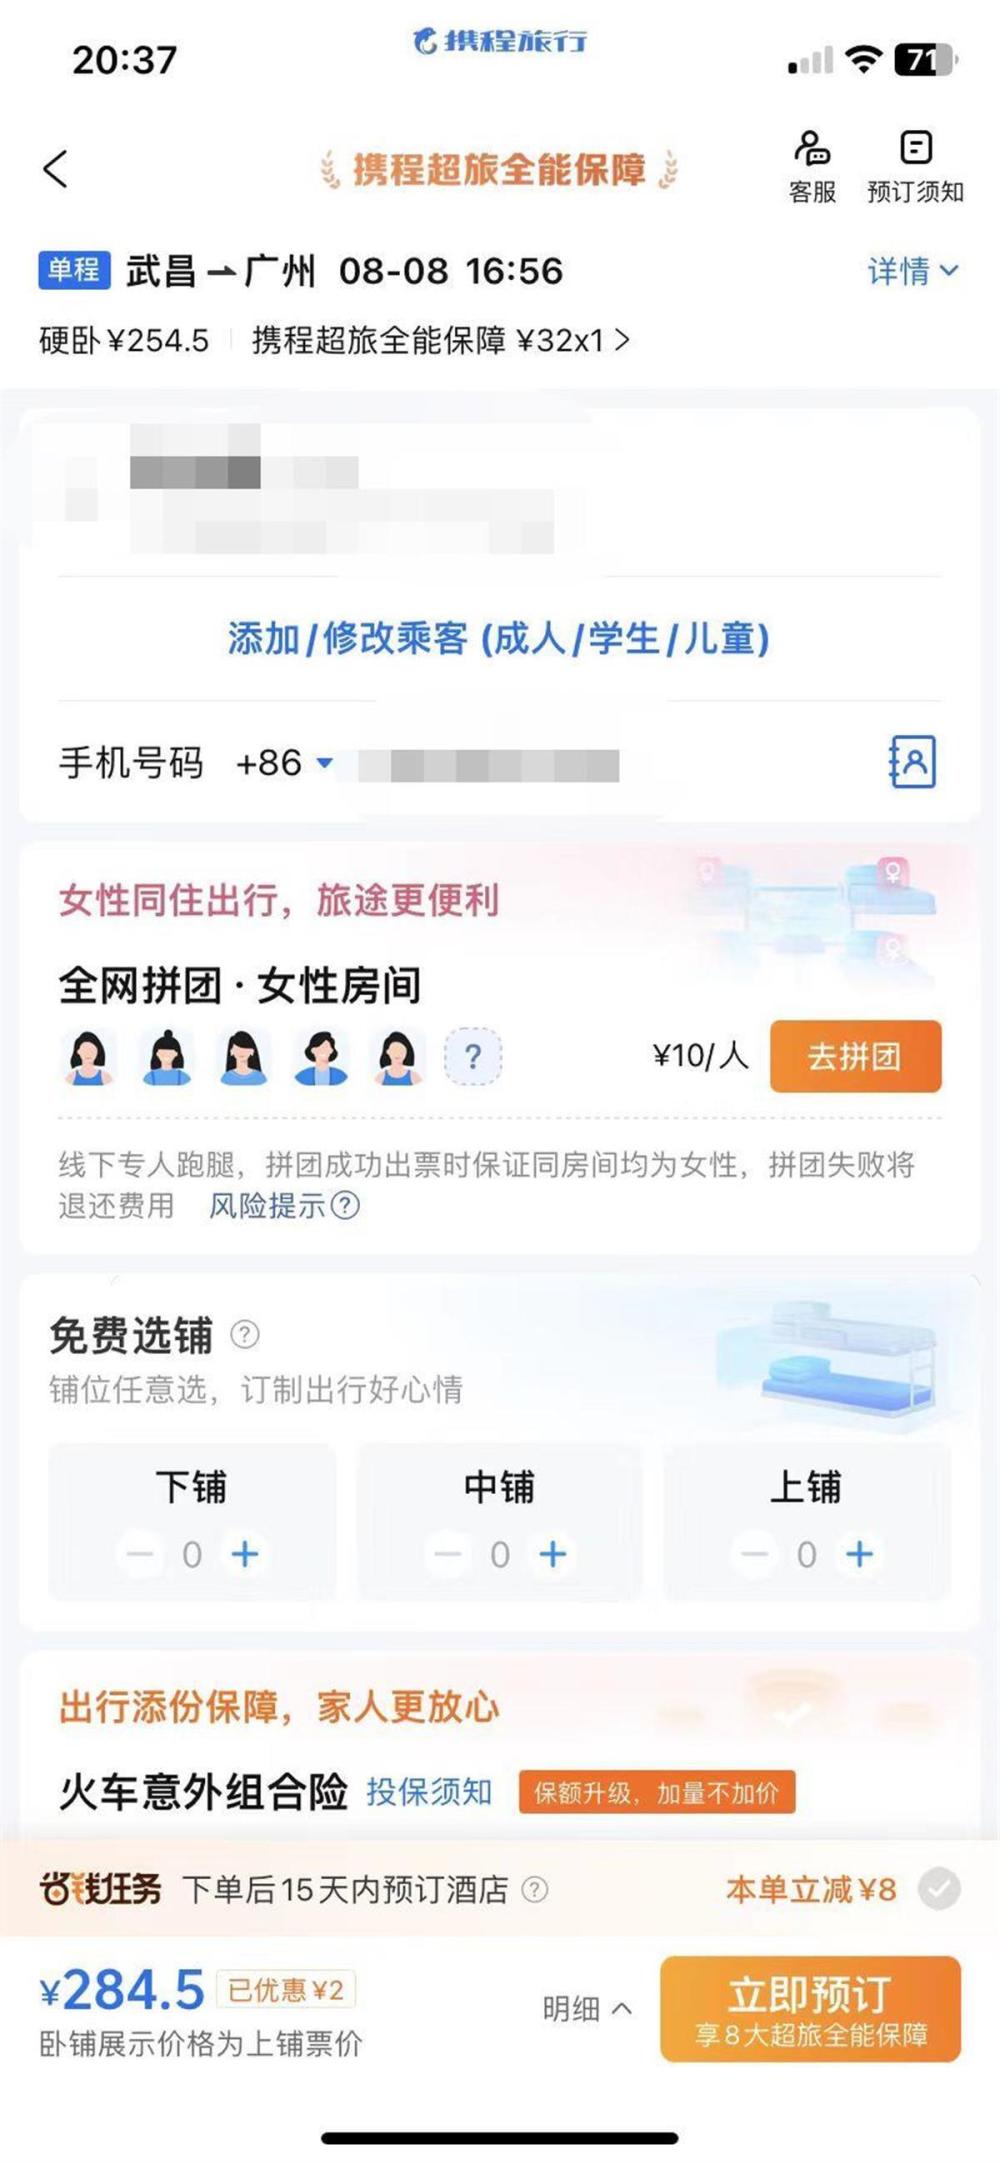 20:37
携程旅行
71
携程超旅全能保障
客服
预订须知
单程 武昌⇀广州 08-08 16:56 详情
硬卧¥254.5 携程超旅全能保障 ¥32x1
添加/修改乘客 (成人/学生/儿童)
手机号码 +86
女性同住出行，旅途更便利
全网拼团·女性房间
? ¥10/人 去拼团
线下专人跑腿，拼团成功出票时保证同房间均为女性，拼团失败将
退还费用 风险提示?
免费选铺 ?
铺位任意选，订制出行好心情
下铺 中铺 上铺
— 0 + — 0 + — 0 +
出行添份保障，家人更放心
火车意外组合险 投保须知 保额升级，加量不加价
省钱任务 下单后15天内预订酒店 ? 本单立减¥8
¥284.5 已优惠¥2 明细 立即预订
卧铺展示价格为上铺票价 享8大超旅全能保障